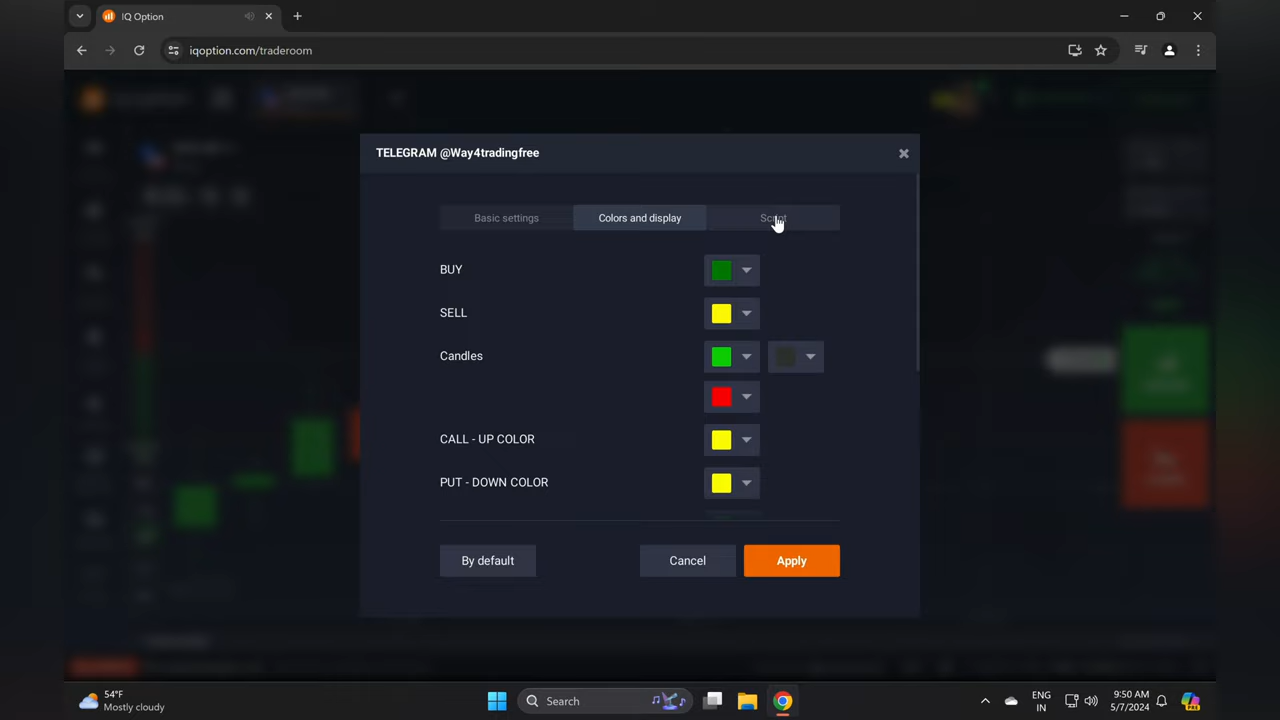 IQ Option
iqoption.com/traderoom
TELEGRAM @Way4tradingfree
Basic settings
Colors and display
Script
BUY
SELL
Candles
CALL - UP COLOR
PUT - DOWN COLOR
By default
Cancel
Apply
54°F
Mostly cloudy
Search
ENG
IN
9:50 AM
5/7/2024